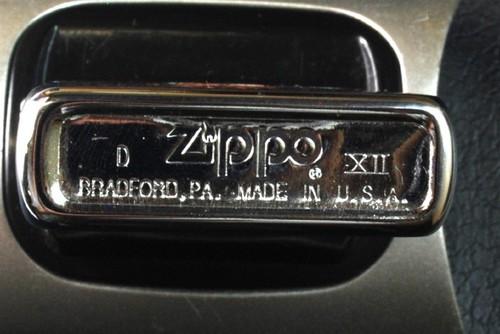 D Zippo ® XII
BRADFORD, PA. MADE IN U.S.A.